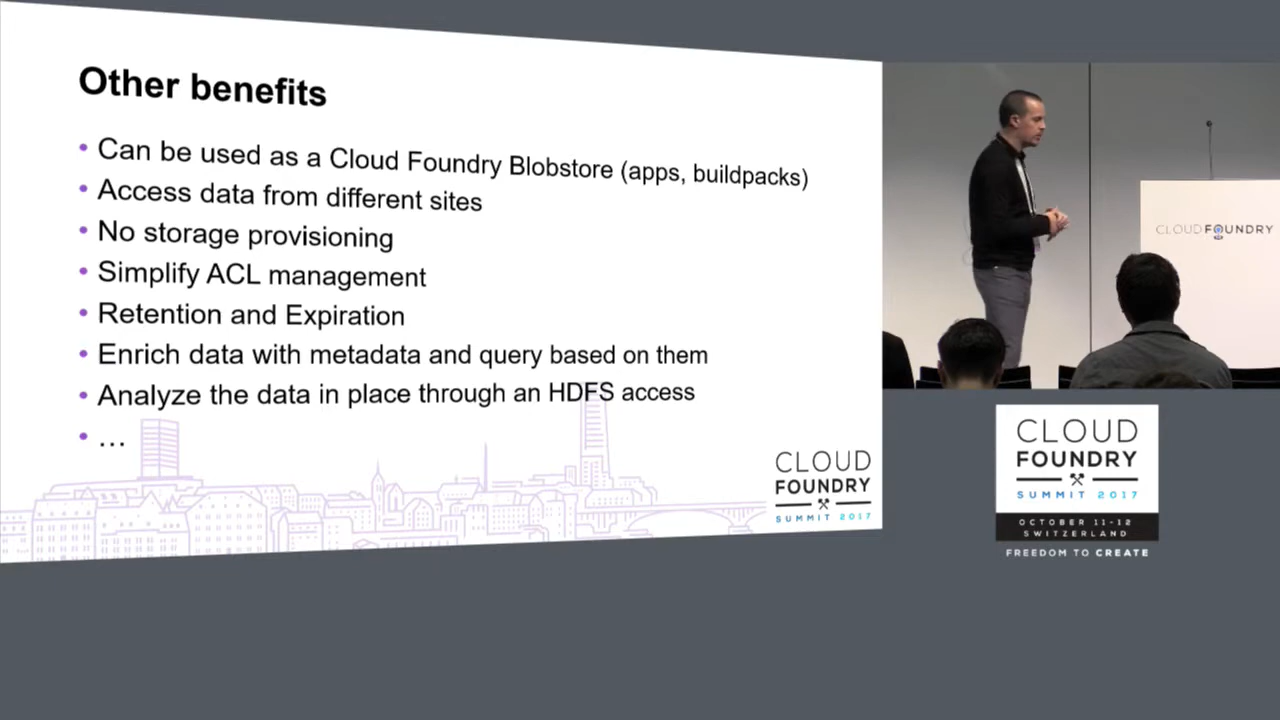 Other benefits
• Can be used as a Cloud Foundry Blobstore (apps, buildpacks)
• Access data from different sites
• No storage provisioning
• Simplify ACL management
• Retention and Expiration
• Enrich data with metadata and query based on them
• Analyze the data in place through an HDFS access
• ...
CLOUD
FOUNDRY
SUMMIT 2017
CLOUD FOUNDRY
CLOUD
FOUNDRY
SUMMIT 2017
OCTOBER 11-12
SWITZERLAND
FREEDOM TO CREATE